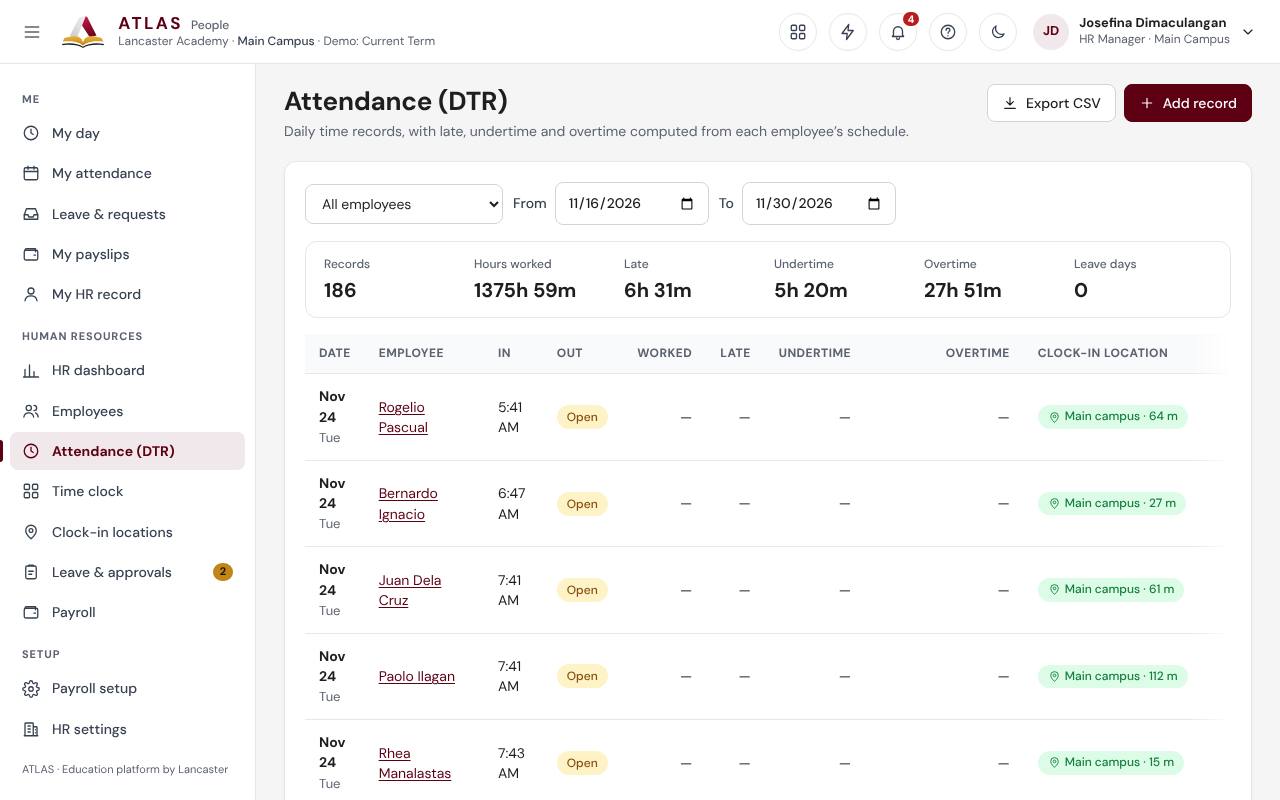 ATLAS People
Lancaster Academy · Main Campus · Demo: Current Term
4
JD
Josefina Dimaculangan
HR Manager · Main Campus
ME
My day
My attendance
Leave & requests
My payslips
My HR record
HUMAN RESOURCES
HR dashboard
Employees
Attendance (DTR)
Time clock
Clock-in locations
Leave & approvals 2
Payroll
SETUP
Payroll setup
HR settings
ATLAS · Education platform by Lancaster
Attendance (DTR)
Daily time records, with late, undertime and overtime computed from each employee's schedule.
Export CSV
Add record
All employees From 11/16/2026 To 11/30/2026
Records Hours worked Late Undertime Overtime Leave days
186 1375h 59m 6h 31m 5h 20m 27h 51m 0
DATE EMPLOYEE IN OUT WORKED LATE UNDERTIME OVERTIME CLOCK-IN LOCATION
Nov 24 Tue Rogelio Pascual 5:41 AM Open — — — — Main campus · 64 m
Nov 24 Tue Bernardo Ignacio 6:47 AM Open — — — — Main campus · 27 m
Nov 24 Tue Juan Dela Cruz 7:41 AM Open — — — — Main campus · 61 m
Nov 24 Tue Paolo Ilagan 7:41 AM Open — — — — Main campus · 112 m
Nov 24 Tue Rhea Manalastas 7:43 AM Open — — — — Main campus · 15 m